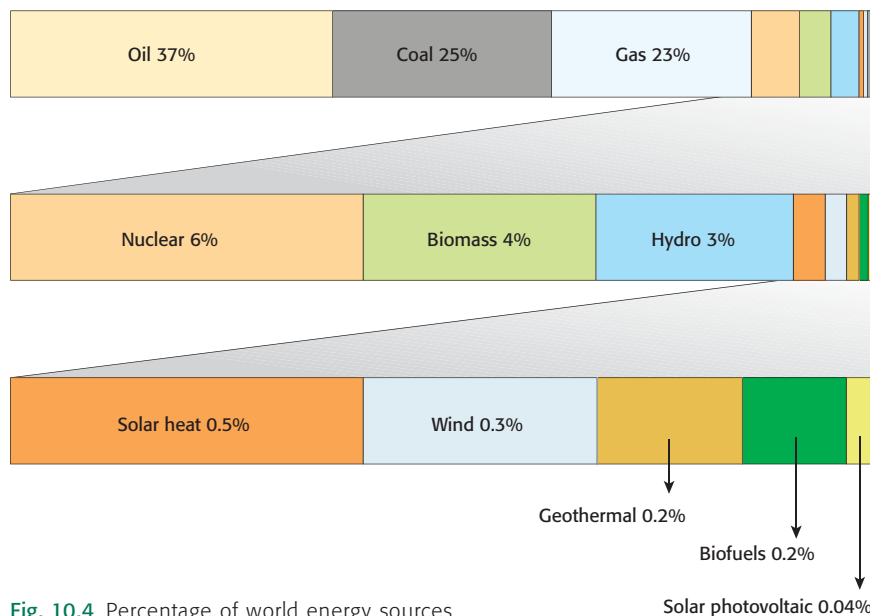 Oil 37% Coal 25% Gas 23%
Nuclear 6% Biomass 4% Hydro 3%
Solar heat 0.5% Wind 0.3%
Geothermal 0.2%
Biofuels 0.2%
Solar photovoltaic 0.04%
Fig. 10.4 Percentage of world energy sources